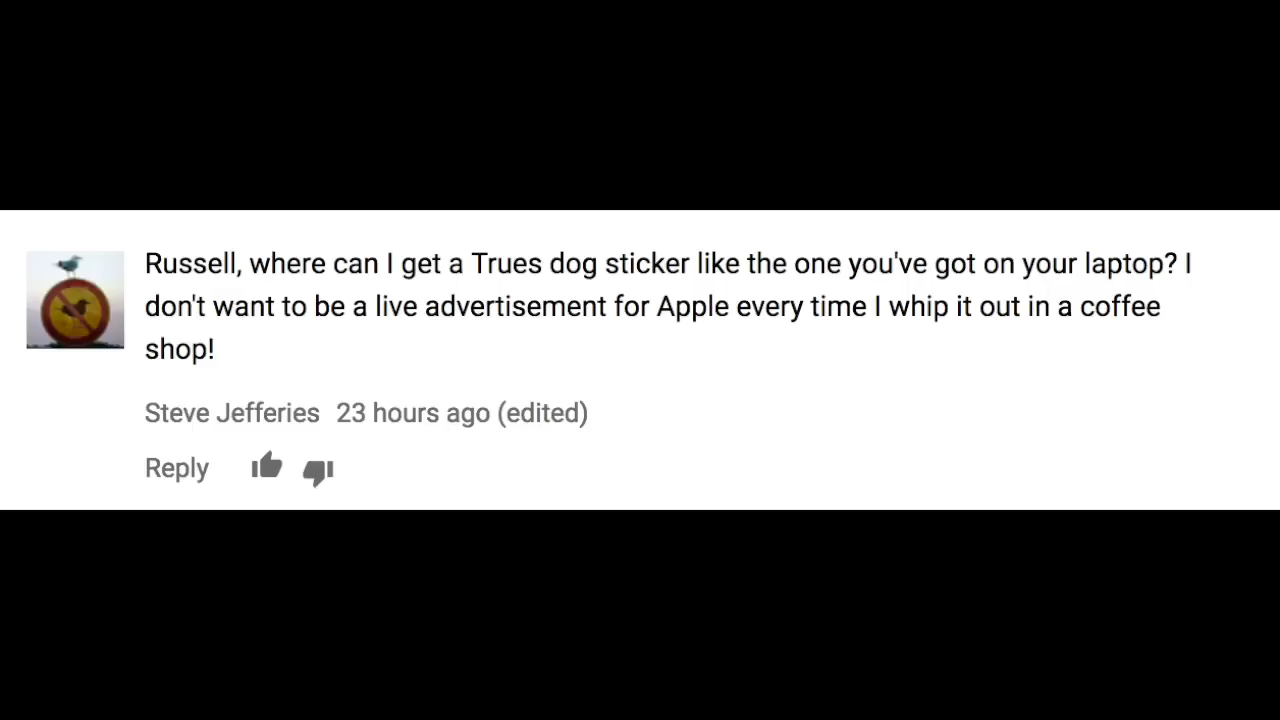 Russell, where can I get a Trues dog sticker like the one you've got on your laptop? I
don't want to be a live advertisement for Apple every time I whip it out in a coffee
shop!
Steve Jefferies 23 hours ago (edited)
Reply